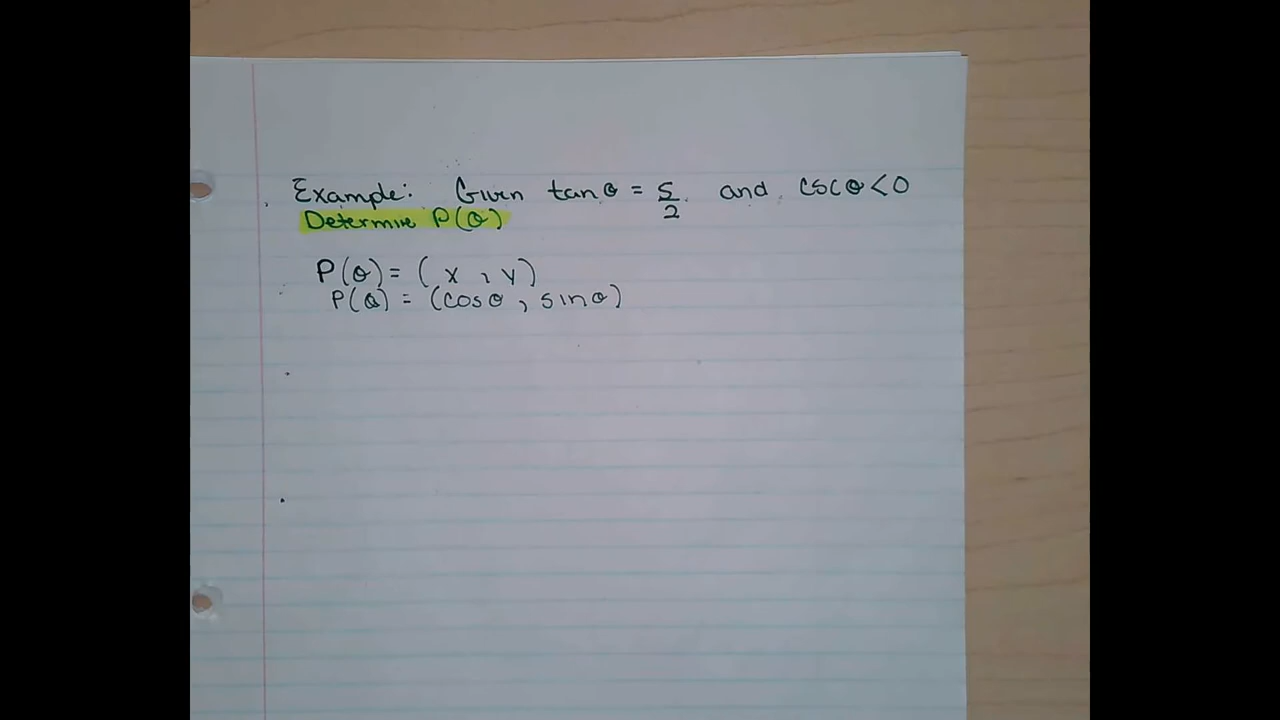 Example: Given tanθ = 5/2 and cscθ < 0
Determine P(θ)
P(θ) = ( x , y )
P(θ) = (cosθ , sinθ)